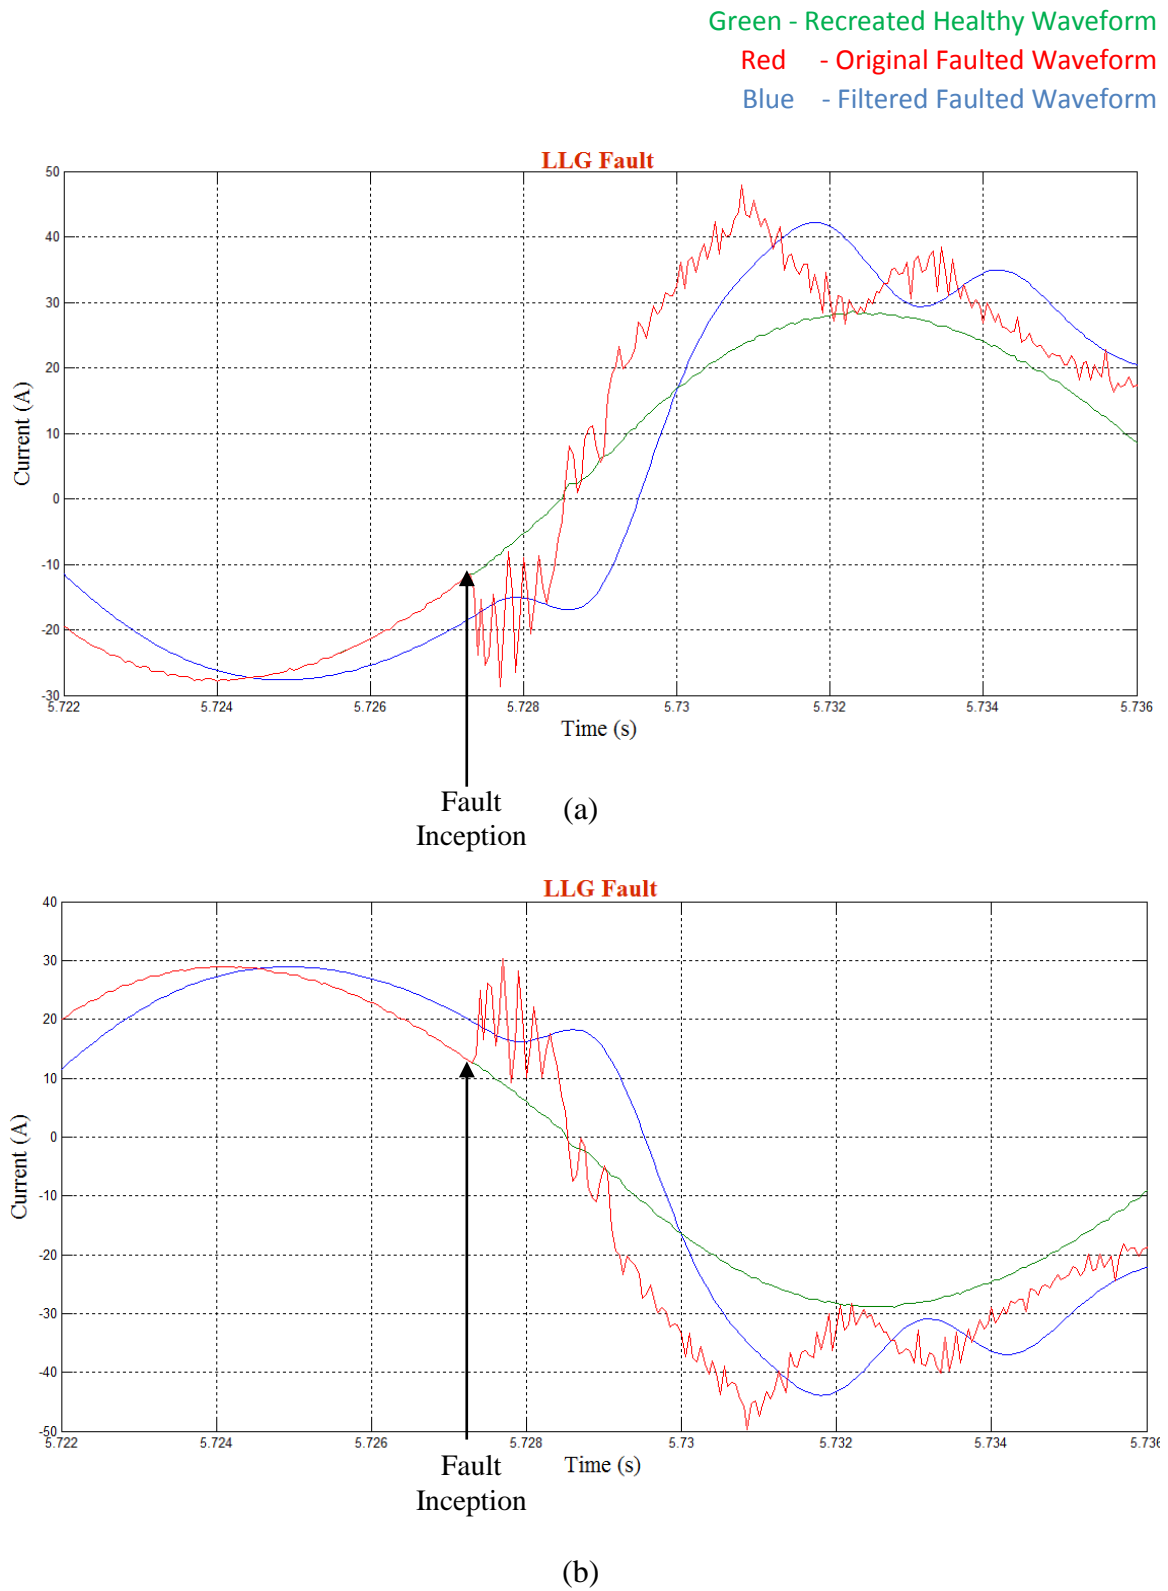 Green - Recreated Healthy Waveform
Red - Original Faulted Waveform
Blue - Filtered Faulted Waveform
LLG Fault
50
40
30
20
10
0
-10
-20
-30
Current (A)
5.722 5.724 5.726 5.728 5.73 5.732 5.734 5.736
Time (s)
Fault
Inception
(a)
LLG Fault
40
30
20
10
0
-10
-20
-30
-40
-50
Current (A)
5.722 5.724 5.726 5.728 5.73 5.732 5.734 5.736
Time (s)
Fault
Inception
(b)